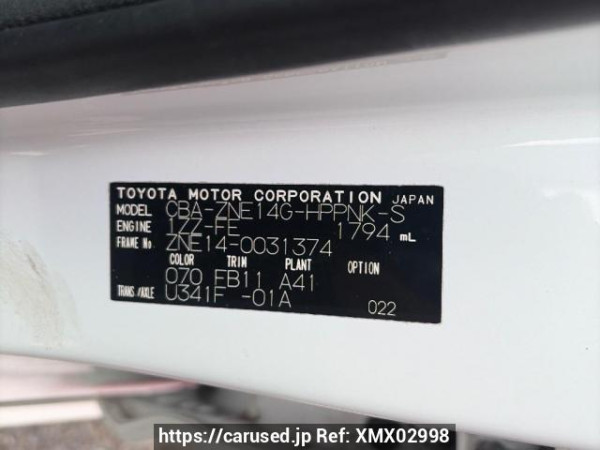 TOYOTA MOTOR CORPORATION JAPAN
MODEL CBA-ZNE14G-HPPNK-S
ENGINE 1ZZ-FE 1794 mL
FRAME No. ZNE14-0031374
COLOR TRIM PLANT OPTION
070 FB11 A41
TRANS/AXLE U341F -01A 022
https://carused.jp Ref: XMX02998